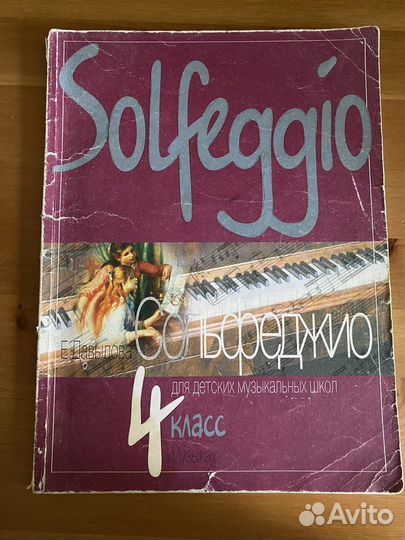 Solfeggio
Е. Давыдова
Сольфеджио
для детских музыкальных школ
4 класс
«Музыка»
Avito